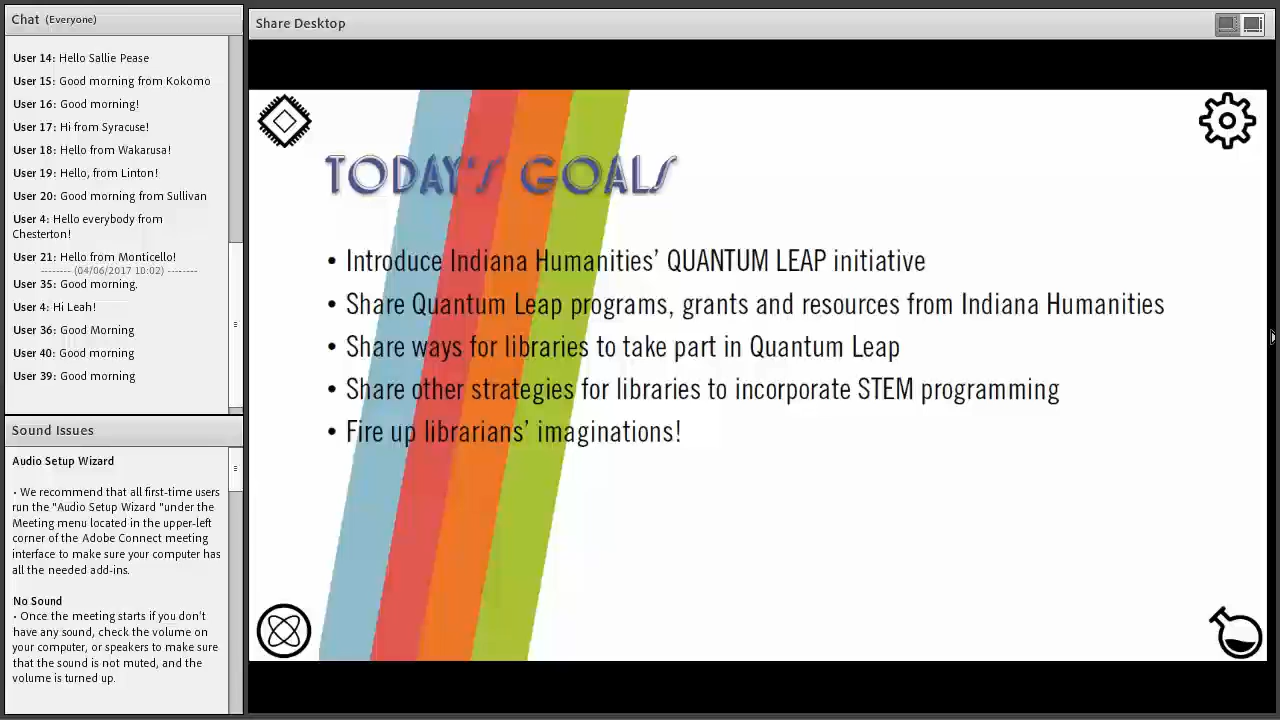 Chat (Everyone)
User 14: Hello Sallie Pease
User 15: Good morning from Kokomo
User 16: Good morning!
User 17: Hi from Syracuse!
User 18: Hello from Wakarusa!
User 19: Hello, from Linton!
User 20: Good morning from Sullivan
User 4: Hello everybody from
Chesterton!
User 21: Hello from Monticello!
-------- (04/06/2017 10:02) --------
User 35: Good morning.
User 4: Hi Leah!
User 36: Good Morning
User 40: Good morning
User 39: Good morning
Sound Issues
Audio Setup Wizard
• We recommend that all first-time users
run the "Audio Setup Wizard "under the
Meeting menu located in the upper-left
corner of the Adobe Connect meeting
interface to make sure your computer has
all the needed add-ins.
No Sound
• Once the meeting starts if you don't
have any sound, check the volume on
your computer, or speakers to make sure
that the sound is not muted, and the
volume is turned up.
Share Desktop
TODAY'S GOALS
• Introduce Indiana Humanities' QUANTUM LEAP initiative
• Share Quantum Leap programs, grants and resources from Indiana Humanities
• Share ways for libraries to take part in Quantum Leap
• Share other strategies for libraries to incorporate STEM programming
• Fire up librarians' imaginations!